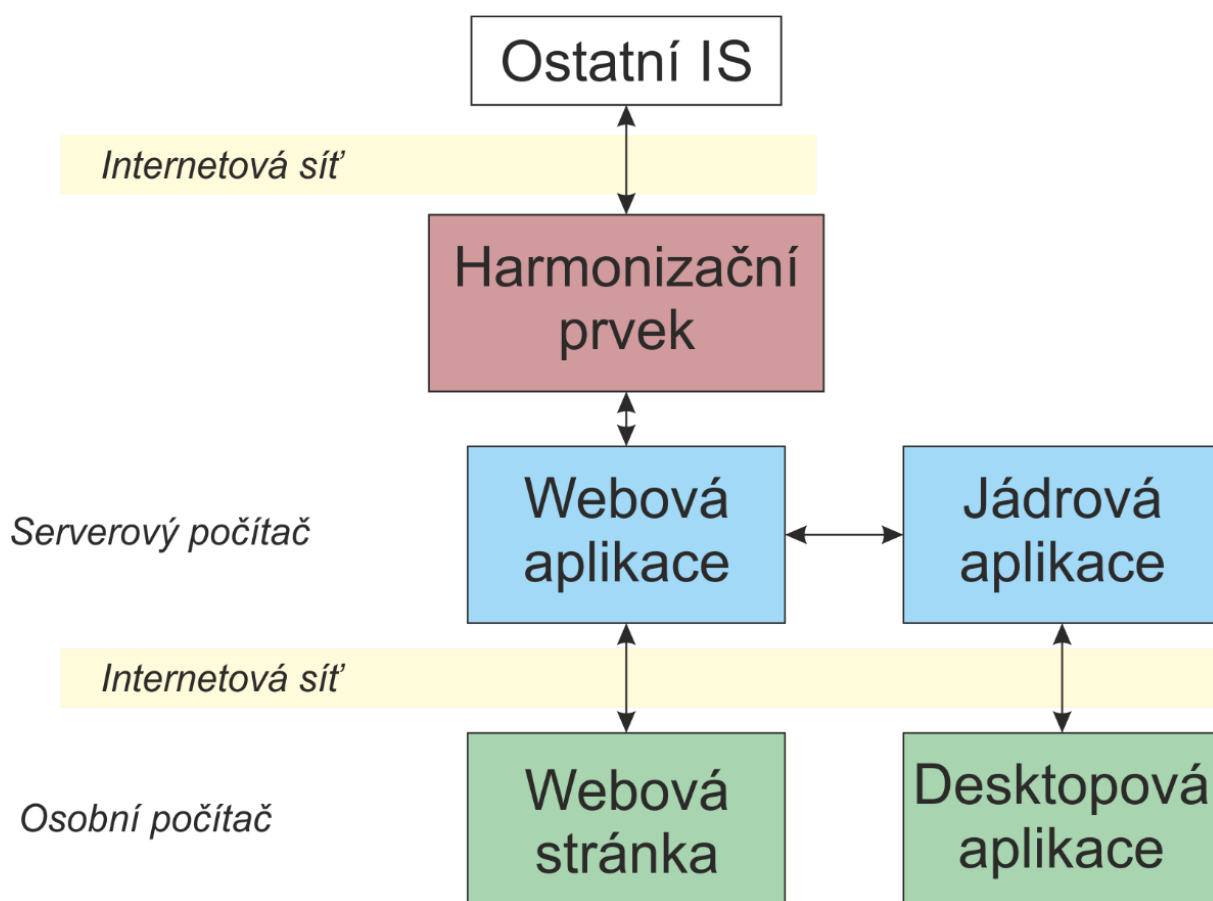 Ostatní IS
Internetová síť
Harmonizační
prvek
Webová
aplikace
Jádrová
aplikace
Serverový počítač
Internetová síť
Webová
stránka
Desktopová
aplikace
Osobní počítač